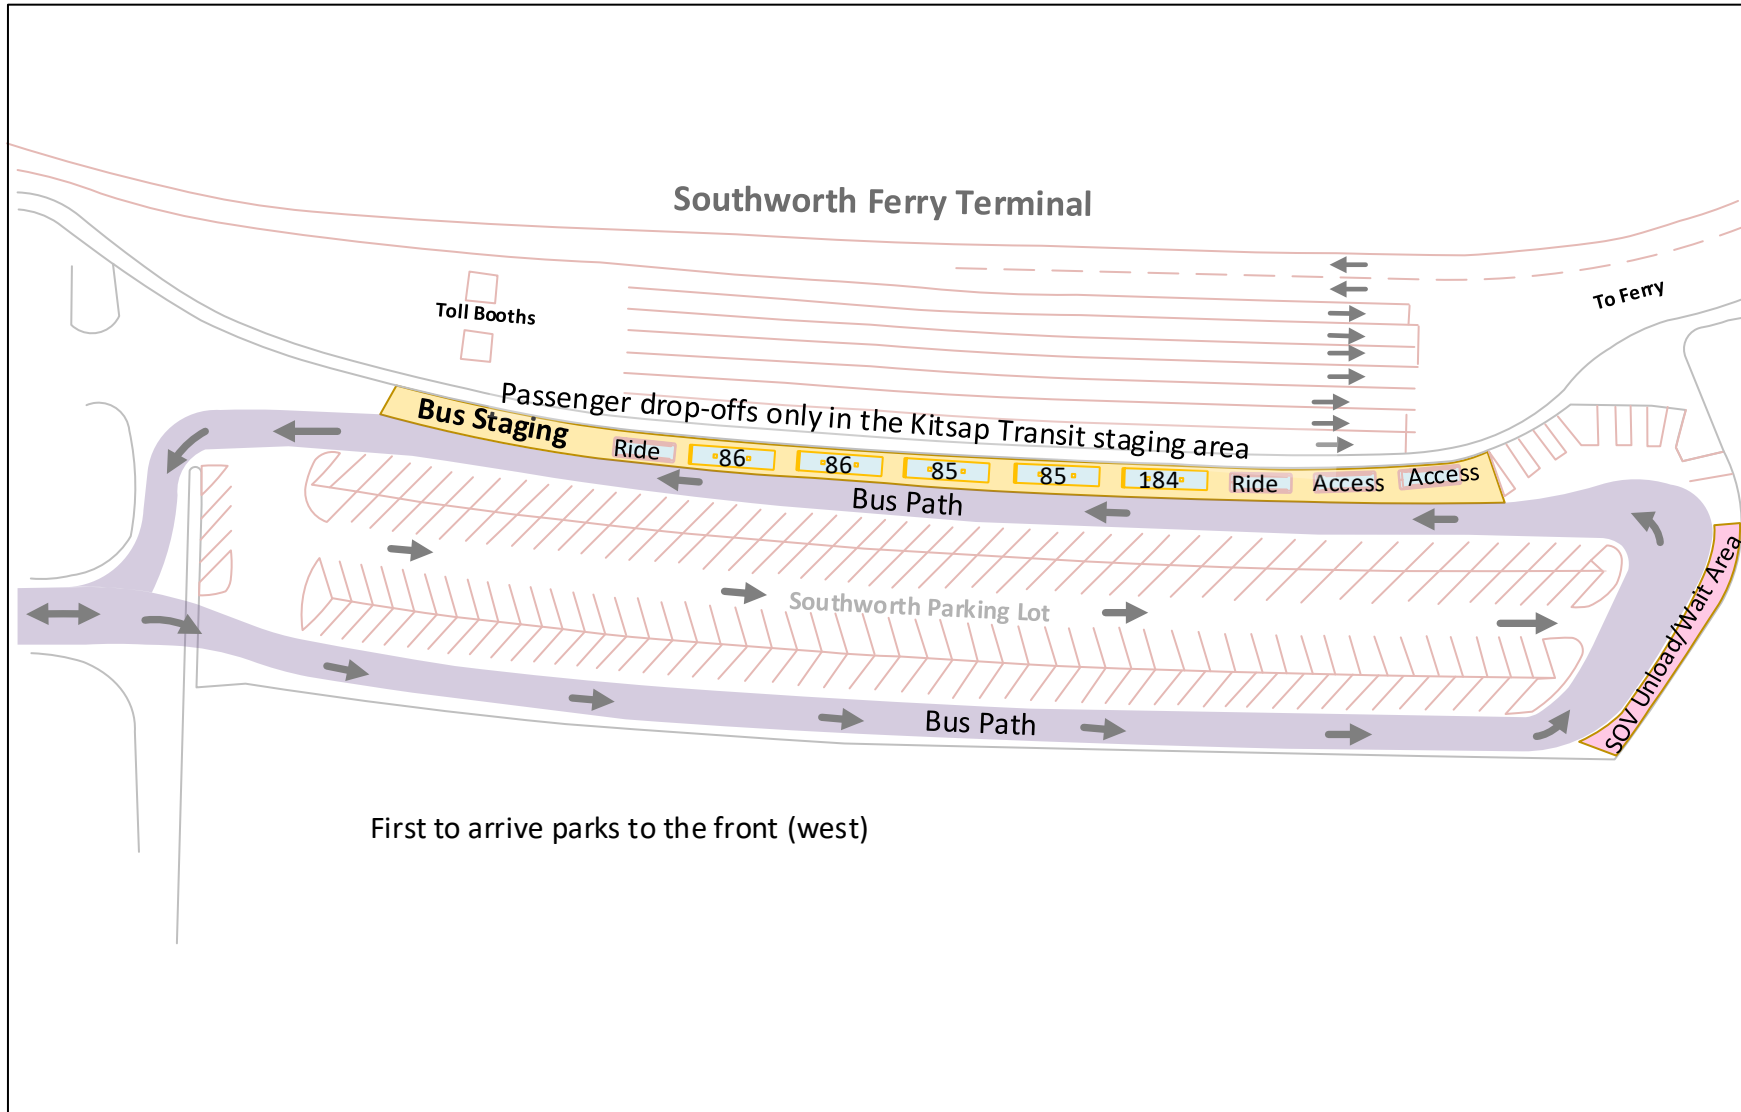 Southworth Ferry Terminal
To Ferry
Toll Booths
Passenger drop-offs only in the Kitsap Transit staging area
Bus Staging
Ride
86
86
85
85
184
Ride
Access
Access
Bus Path
SOV Unload/Wait Area
Southworth Parking Lot
Bus Path
First to arrive parks to the front (west)